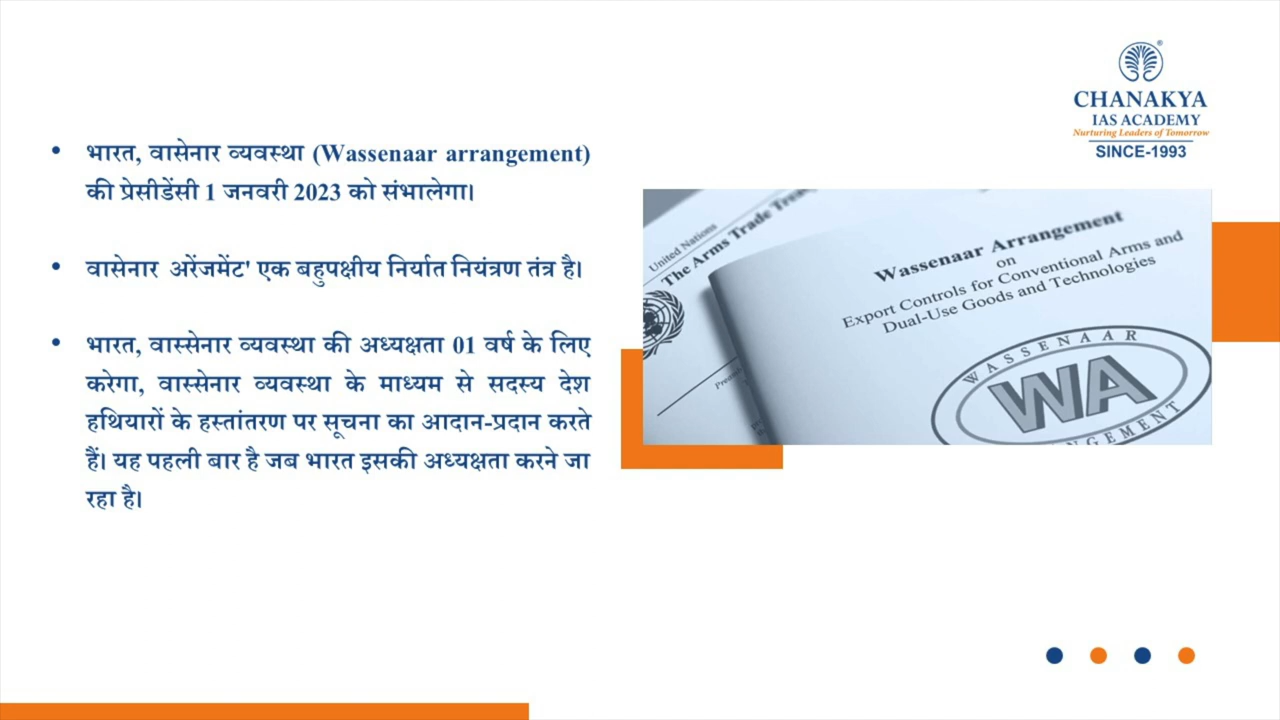 CHANAKYA
IAS ACADEMY
Nurturing Leaders of Tomorrow
SINCE-1993
• भारत, वासेनार व्यवस्था (Wassenaar arrangement)
की प्रेसीडेंसी 1 जनवरी 2023 को संभालेगा।
• वासेनार अरेंजमेंट' एक बहुपक्षीय निर्यात नियंत्रण तंत्र है।
• भारत, वास्सेनार व्यवस्था की अध्यक्षता 01 वर्ष के लिए
करेगा, वास्सेनार व्यवस्था के माध्यम से सदस्य देश
हथियारों के हस्तांतरण पर सूचना का आदान-प्रदान करते
हैं। यह पहली बार है जब भारत इसकी अध्यक्षता करने जा
रहा है।
United Nations
The Arms Trade
Wassenaar Arrangement
on
Export Controls for Conventional Arms and
Dual-Use Goods and Technologies
WASSENAAR
WA